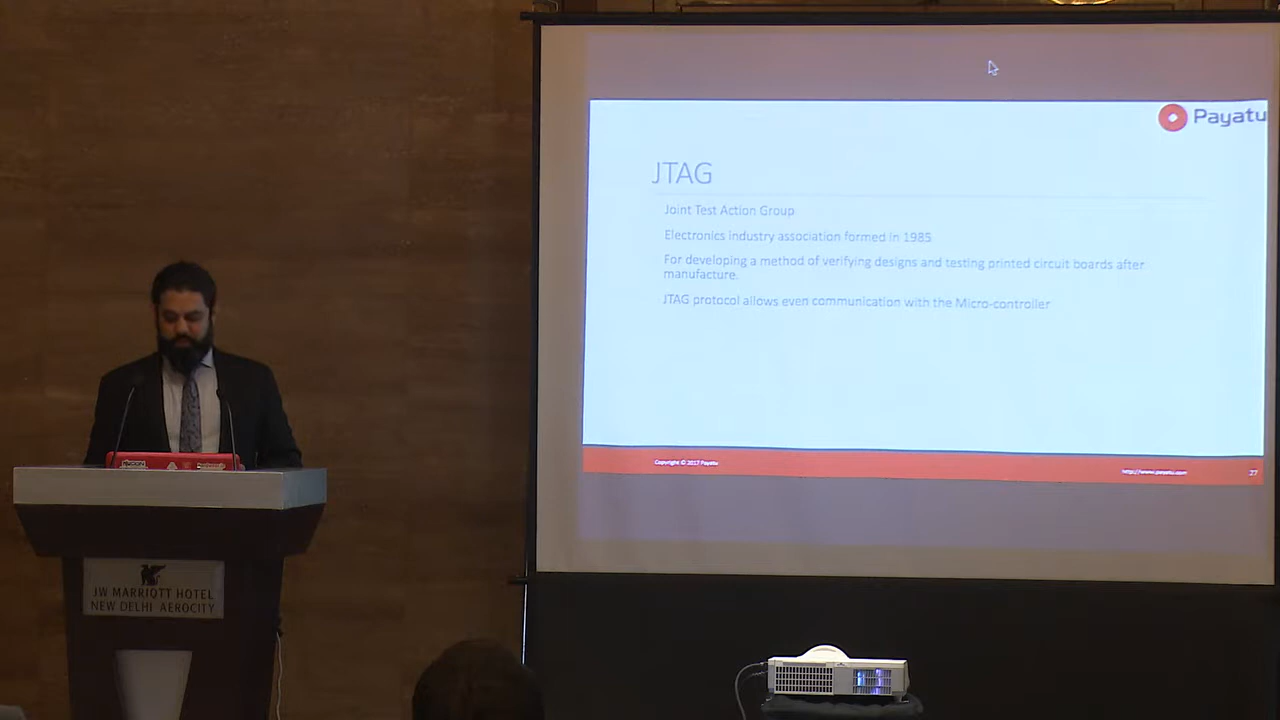 Payatu
JTAG
Joint Test Action Group
Electronics industry association formed in 1985
For developing a method of verifying designs and testing printed circuit boards after
manufacture.
JTAG protocol allows even communication with the Micro-controller
Copyright © 2017 Payatu
http://www.payatu.com
27
JW MARRIOTT HOTEL
NEW DELHI AEROCITY